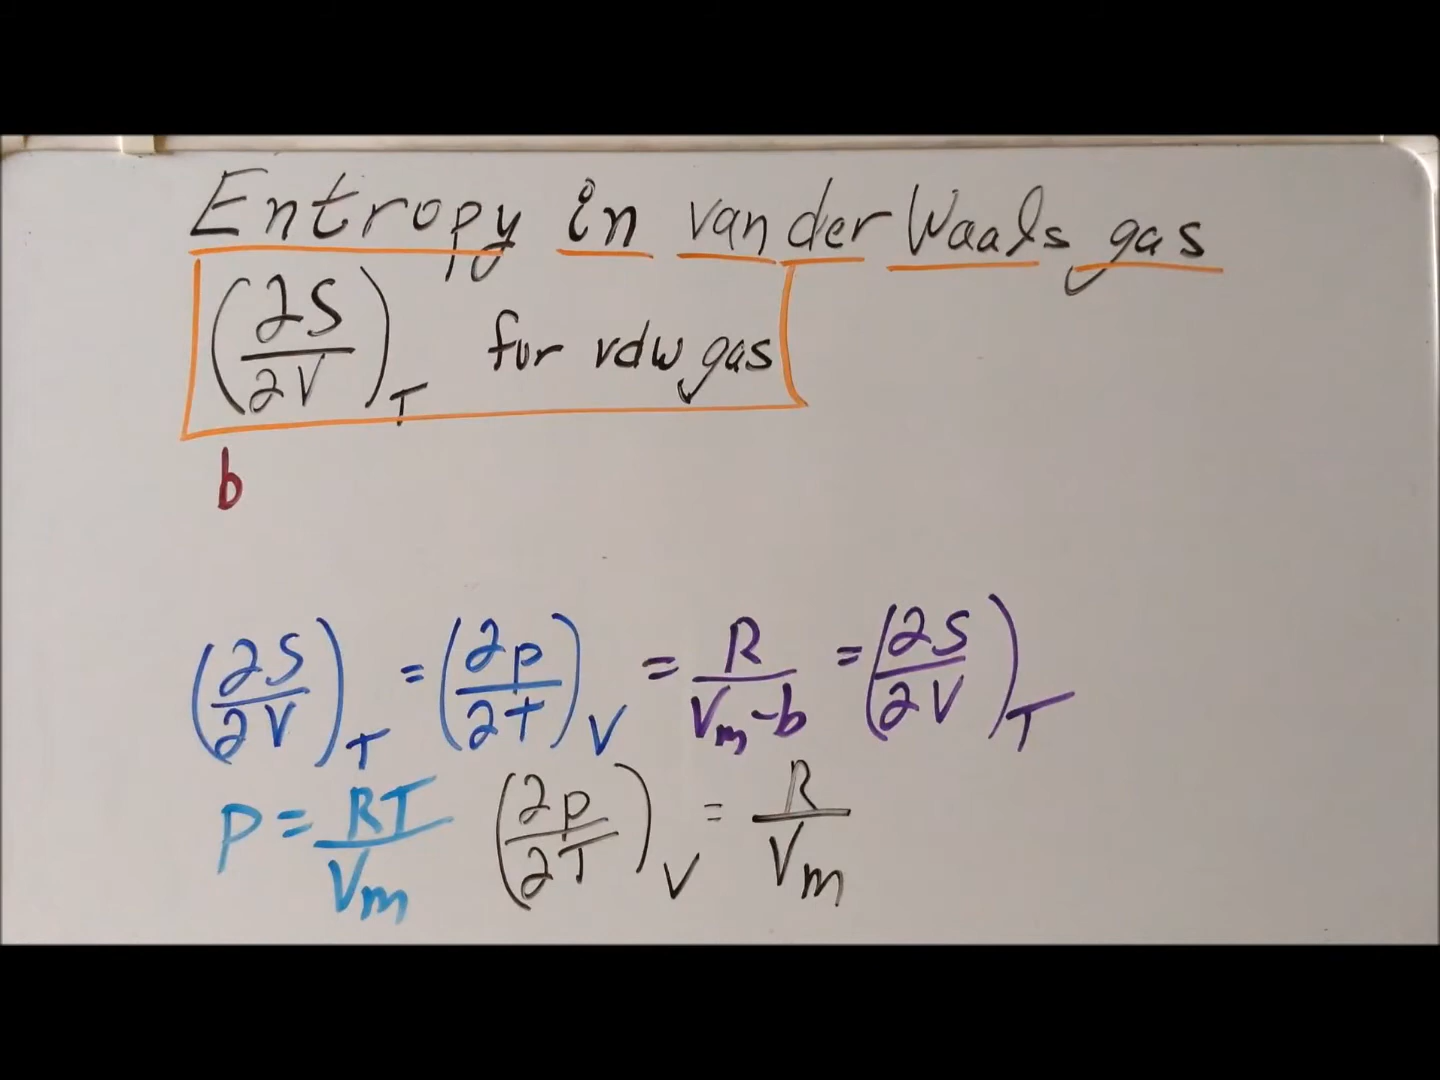 Entropy in van der Waals gas
(∂S/∂V)_T for vdw gas
b
(∂S/∂V)_T = (∂p/∂T)_V = R/(V_m-b) = (∂S/∂V)_T
p = RT/V_m (∂p/∂T)_V = R/V_m